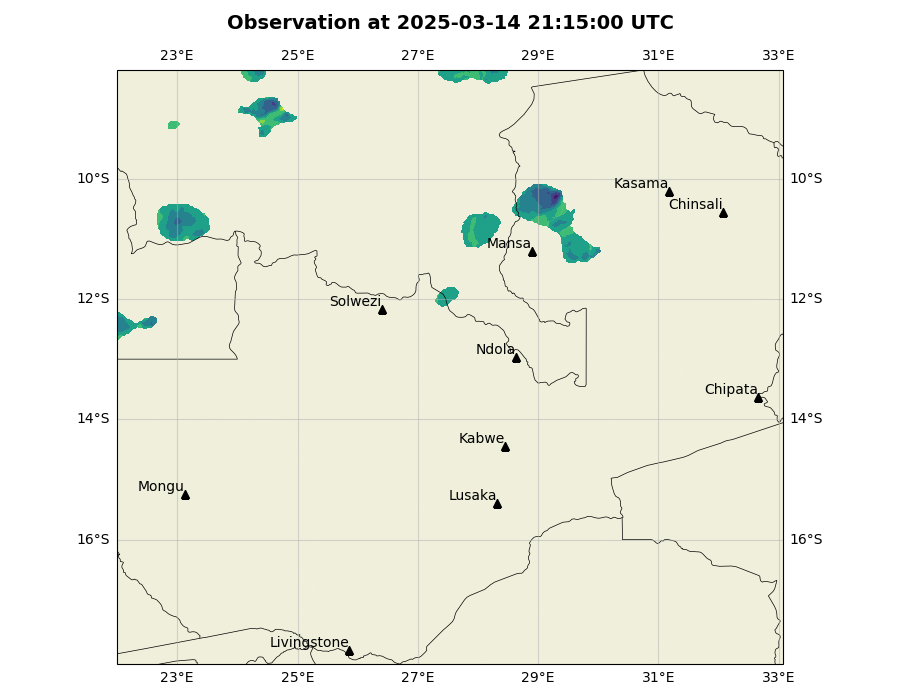 Observation at 2025-03-14 21:15:00 UTC
23°E 25°E 27°E 29°E 31°E 33°E
10°S 10°S
Kasama
Chinsali
Mansa
12°S 12°S
Solwezi
Ndola
Chipata
14°S 14°S
Kabwe
Mongu
Lusaka
16°S 16°S
Livingstone
23°E 25°E 27°E 29°E 31°E 33°E